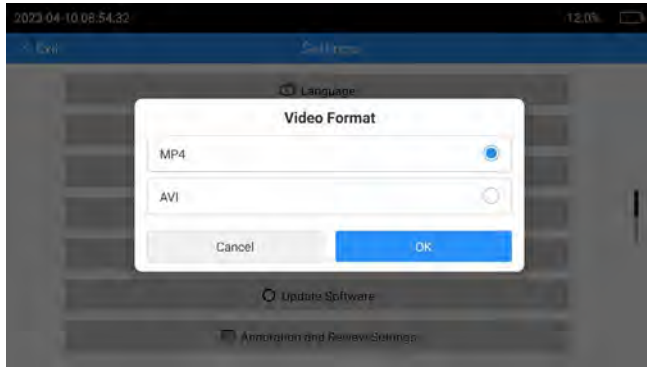 2023-04-10 08:54:32 12.0%
< Exit Settings
Language
Video Format
MP4
AVI
Cancel OK
Update Software
Annotation and Review Settings